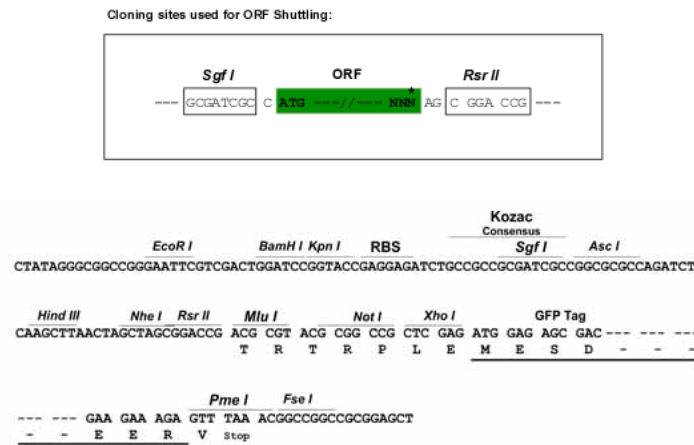 Cloning sites used for ORF Shuttling:
Sgf I ORF Rsr II
--- GCGATCGC C ATG ---//--- NNN* AG C GGA CCG ---
Kozac
Consensus
EcoR I BamH I Kpn I RBS Sgf I Asc I
CTATAGGGCGGCCGGGAATTCGTCGACTGGATCCGGTACCGAGGAGATCTGCCGCCGCGATCGCCGGCGCGCCAGATCT
Hind III Nhe I Rsr II Mlu I Not I Xho I GFP Tag
CAAGCTTAACTAGCTAGCGGACCG ACG CGT ACG CGG CCG CTC GAG ATG GAG AGC GAC--- --- ---
T R T R P L E M E S D - - -
Pme I Fse I
--- --- GAA GAA AGA GTT TAA ACGGCCGGCCGCGGAGCT
- - E E R V Stop